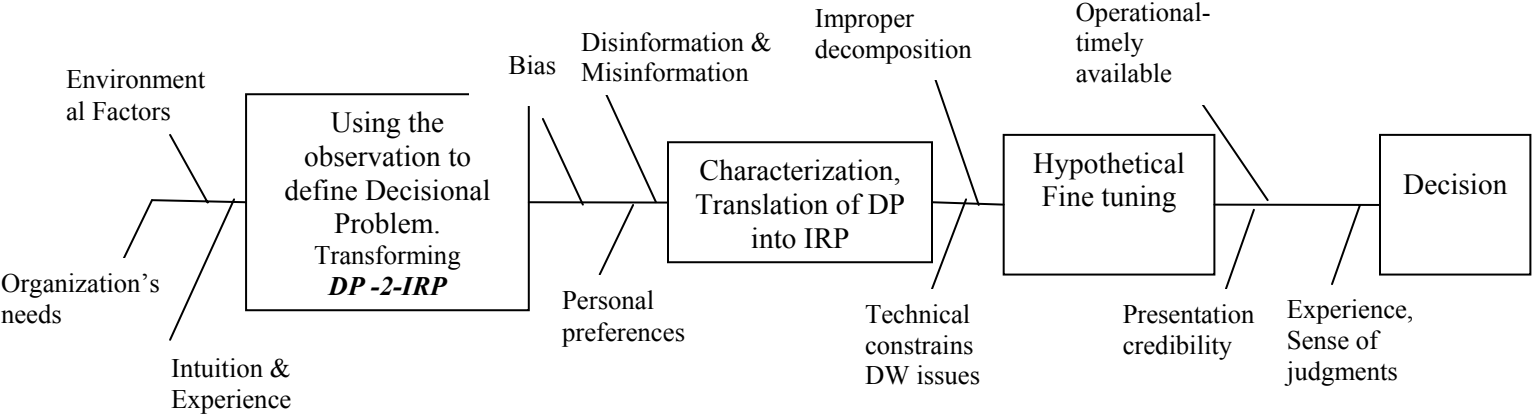 Environment
al Factors
Organization's
needs
Intuition &
Experience
Using the
observation to
define Decisional
Problem.
Transforming
DP -2-IRP
Bias
Disinformation &
Misinformation
Personal
preferences
Characterization,
Translation of DP
into IRP
Improper
decomposition
Technical
constrains
DW issues
Hypothetical
Fine tuning
Operational-
timely
available
Presentation
credibility
Experience,
Sense of
judgments
Decision